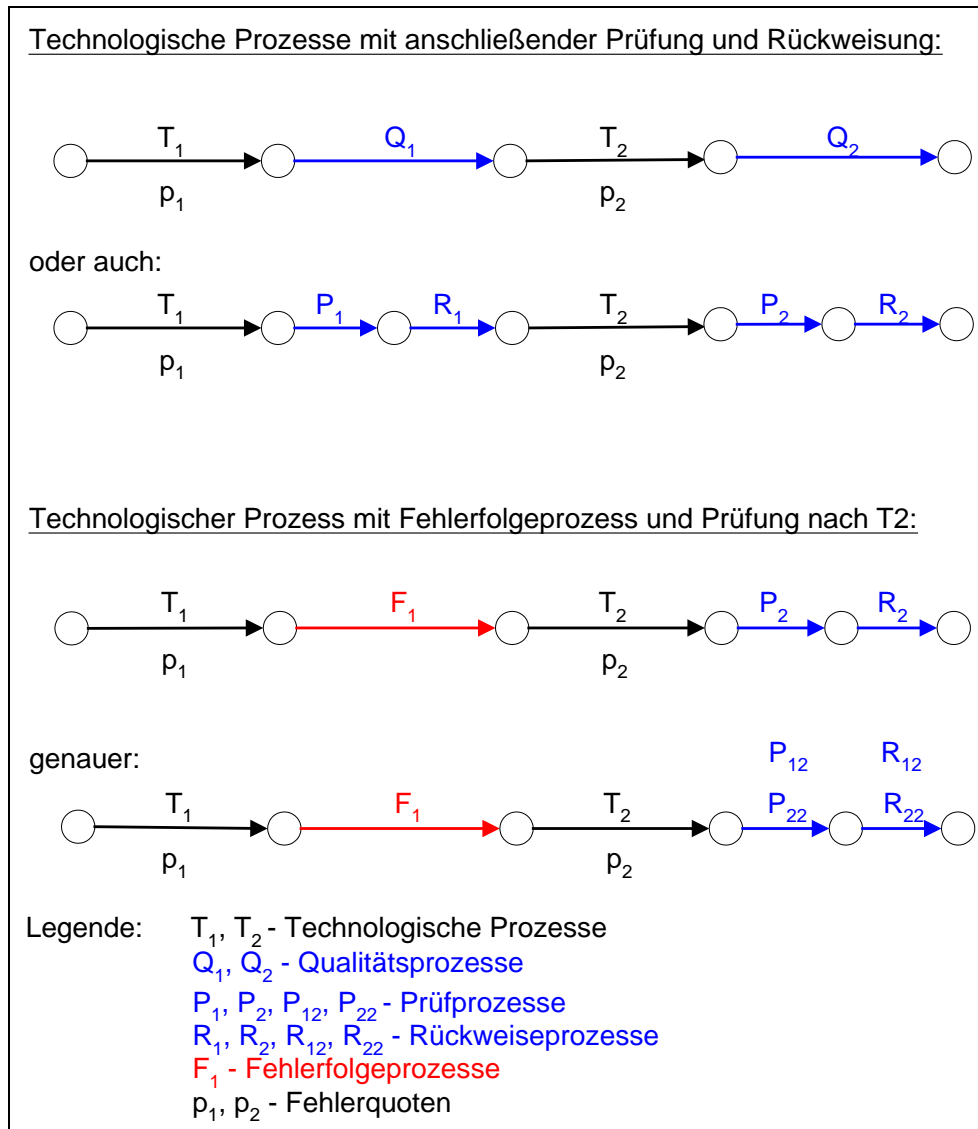 Technologische Prozesse mit anschließender Prüfung und Rückweisung:
T₁ Q₁ T₂ Q₂
p₁ p₂
oder auch:
T₁ P₁ R₁ T₂ P₂ R₂
p₁ p₂
Technologischer Prozess mit Fehlerfolgeprozess und Prüfung nach T2:
T₁ F₁ T₂ P₂ R₂
p₁ p₂
genauer:
P₁₂ R₁₂
T₁ F₁ T₂ P₂₂ R₂₂
p₁ p₂
Legende: T₁, T₂ - Technologische Prozesse
Q₁, Q₂ - Qualitätsprozesse
P₁, P₂, P₁₂, P₂₂ - Prüfprozesse
R₁, R₂, R₁₂, R₂₂ - Rückweiseprozesse
F₁ - Fehlerfolgeprozesse
p₁, p₂ - Fehlerquoten